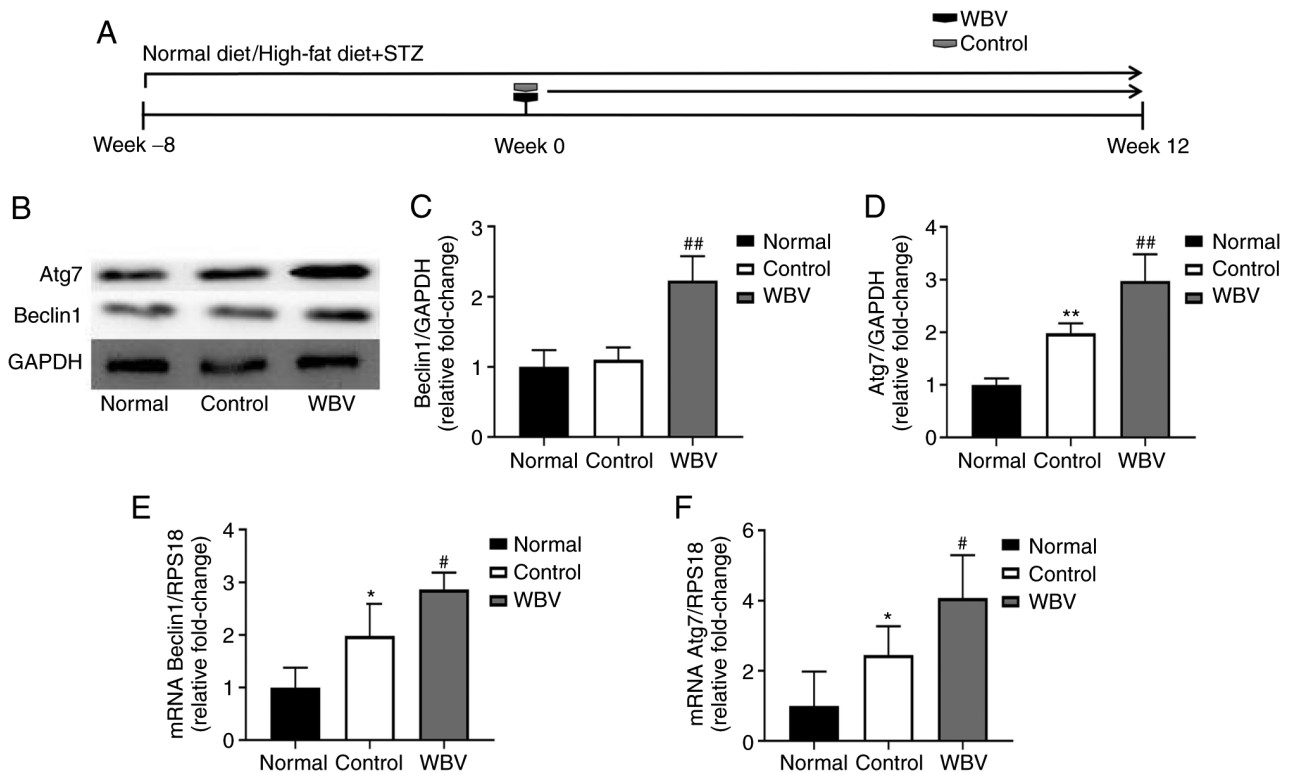 A
WBV
Control
Normal diet/High-fat diet+STZ
Week –8
Week 0
Week 12
B
Atg7
Beclin1
GAPDH
Normal Control WBV
C
Beclin1/GAPDH
(relative fold-change)
3
2
1
0
##
Normal
Control
WBV
Normal Control WBV
D
Atg7/GAPDH
(relative fold-change)
4
3
2
1
0
**
##
Normal
Control
WBV
Normal Control WBV
E
mRNA Beclin1/RPS18
(relative fold-change)
4
3
2
1
0
*
#
Normal
Control
WBV
Normal Control WBV
F
mRNA Atg7/RPS18
(relative fold-change)
6
4
2
0
*
#
Normal
Control
WBV
Normal Control WBV